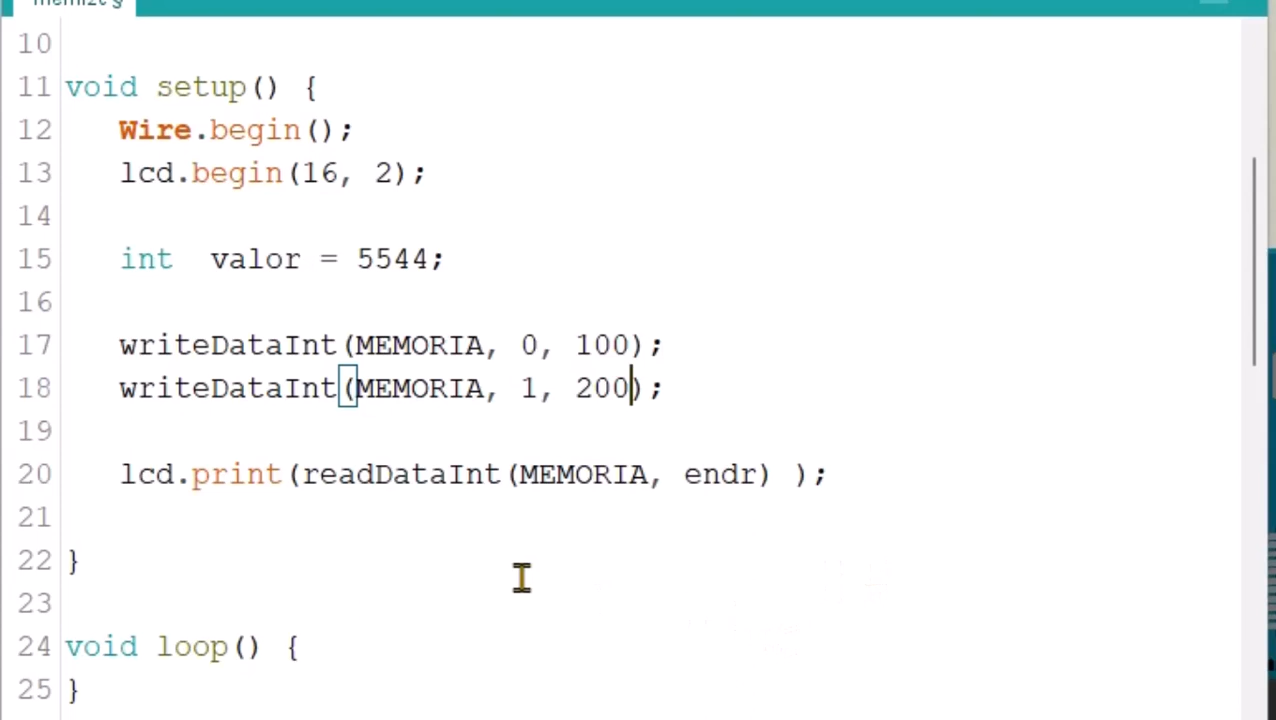 10
11 void setup() {
12 Wire.begin();
13 lcd.begin(16, 2);
14
15 int  valor = 5544;
16
17 writeDataInt(MEMORIA, 0, 100);
18 writeDataInt(MEMORIA, 1, 200);
19
20 lcd.print(readDataInt(MEMORIA, endr) );
21
22 }
23
24 void loop() {
25 }